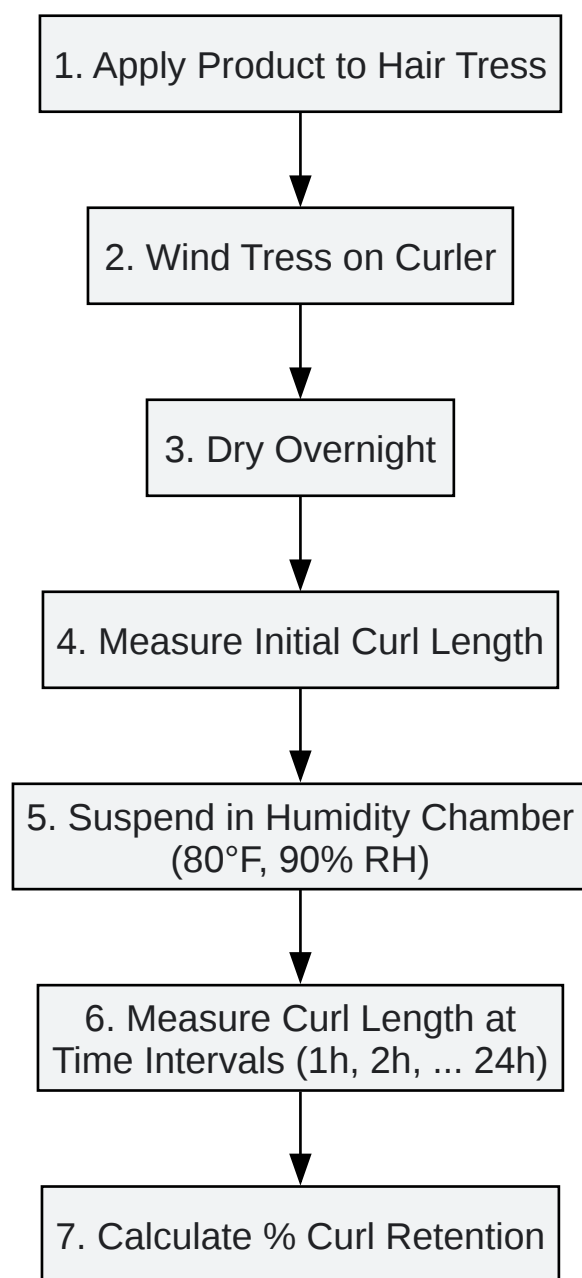 1. Apply Product to Hair Tress
2. Wind Tress on Curler
3. Dry Overnight
4. Measure Initial Curl Length
5. Suspend in Humidity Chamber
(80°F, 90% RH)
6. Measure Curl Length at
Time Intervals (1h, 2h, ... 24h)
7. Calculate % Curl Retention